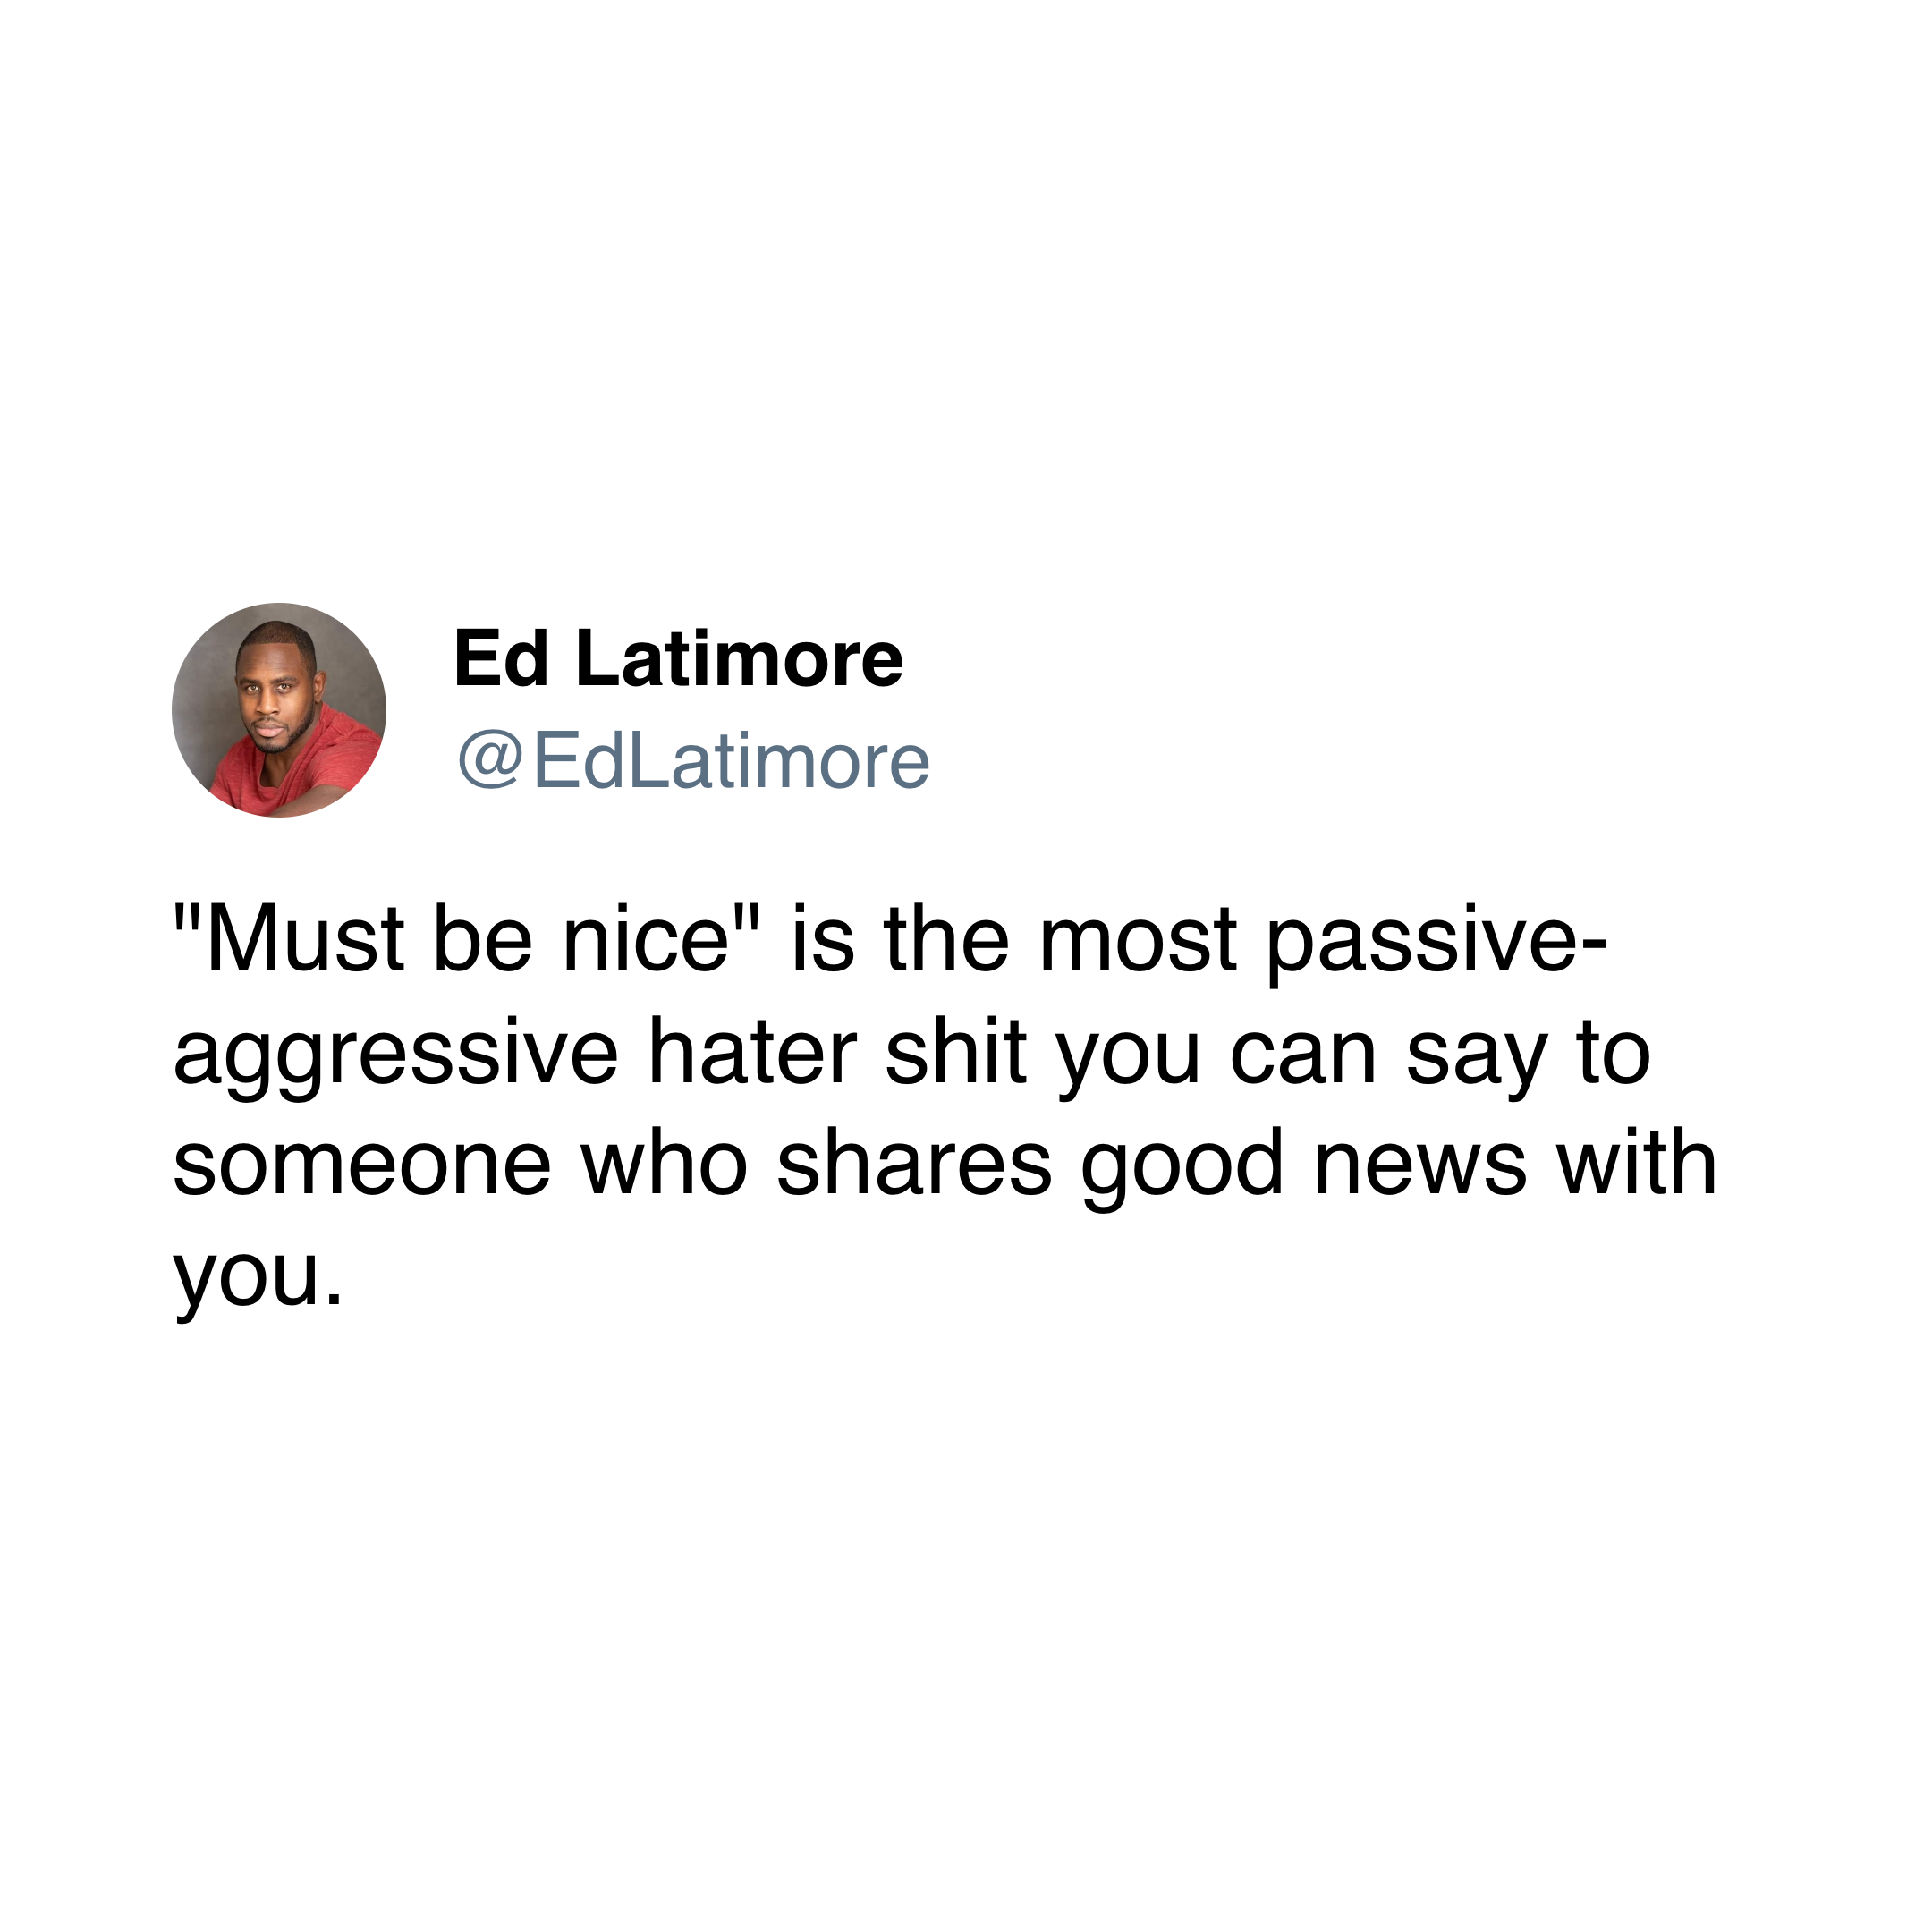 Ed Latimore
@EdLatimore
"Must be nice" is the most passive-
aggressive hater shit you can say to
someone who shares good news with
you.